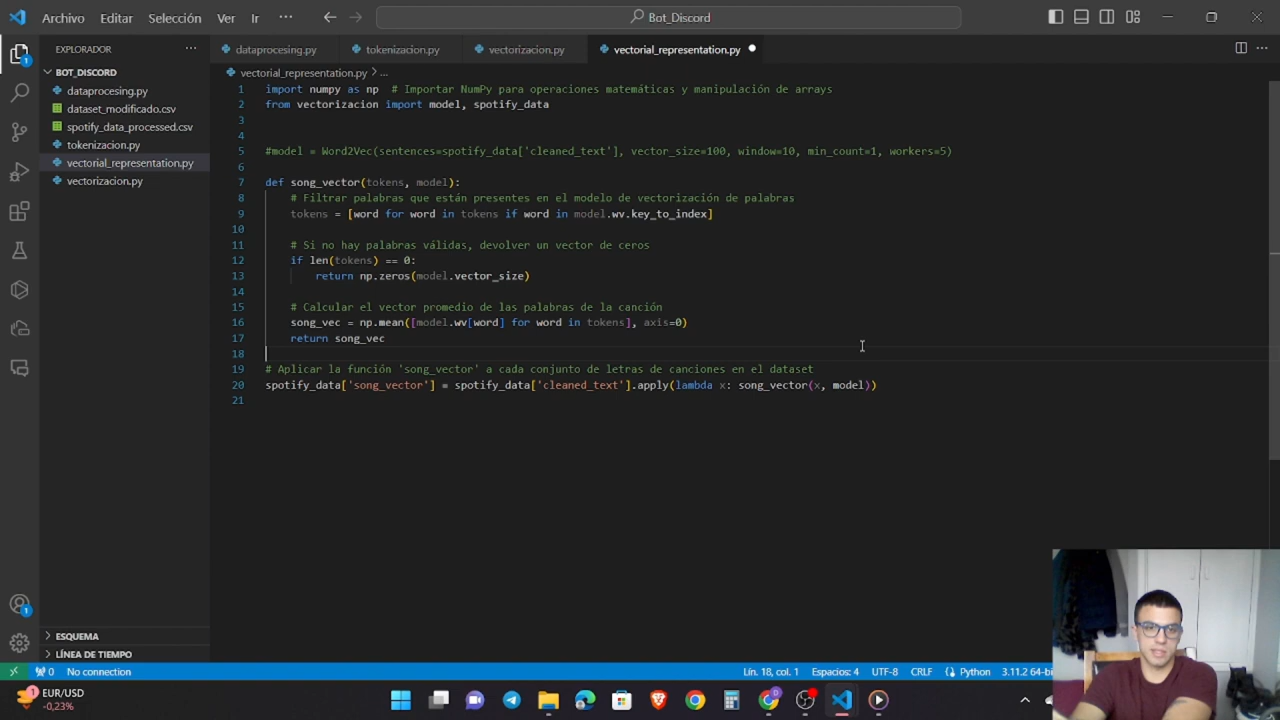 Archivo Editar Selección Ver Ir ··· Bot_Discord
EXPLORADOR ···
dataprocesing.py tokenizacion.py vectorizacion.py vectorial_representation.py
BOT_DISCORD
vectorial_representation.py > ...
dataprocesing.py
dataset_modificado.csv
spotify_data_processed.csv
tokenizacion.py
vectorial_representation.py
vectorizacion.py
1 import numpy as np # Importar NumPy para operaciones matemáticas y manipulación de arrays
2 from vectorizacion import model, spotify_data
3
4
5 #model = Word2Vec(sentences=spotify_data['cleaned_text'], vector_size=100, window=10, min_count=1, workers=5)
6
7 def song_vector(tokens, model):
8 # Filtrar palabras que están presentes en el modelo de vectorización de palabras
9 tokens = [word for word in tokens if word in model.wv.key_to_index]
10
11 # Si no hay palabras válidas, devolver un vector de ceros
12 if len(tokens) == 0:
13 return np.zeros(model.vector_size)
14
15 # Calcular el vector promedio de las palabras de la canción
16 song_vec = np.mean([model.wv[word] for word in tokens], axis=0)
17 return song_vec
18
19 # Aplicar la función 'song_vector' a cada conjunto de letras de canciones en el dataset
20 spotify_data['song_vector'] = spotify_data['cleaned_text'].apply(lambda x: song_vector(x, model))
21
ESQUEMA
LÍNEA DE TIEMPO
0 No connection Lín. 18, col. 1 Espacios: 4 UTF-8 CRLF Python 3.11.2 64-bi
EUR/USD
-0,23%